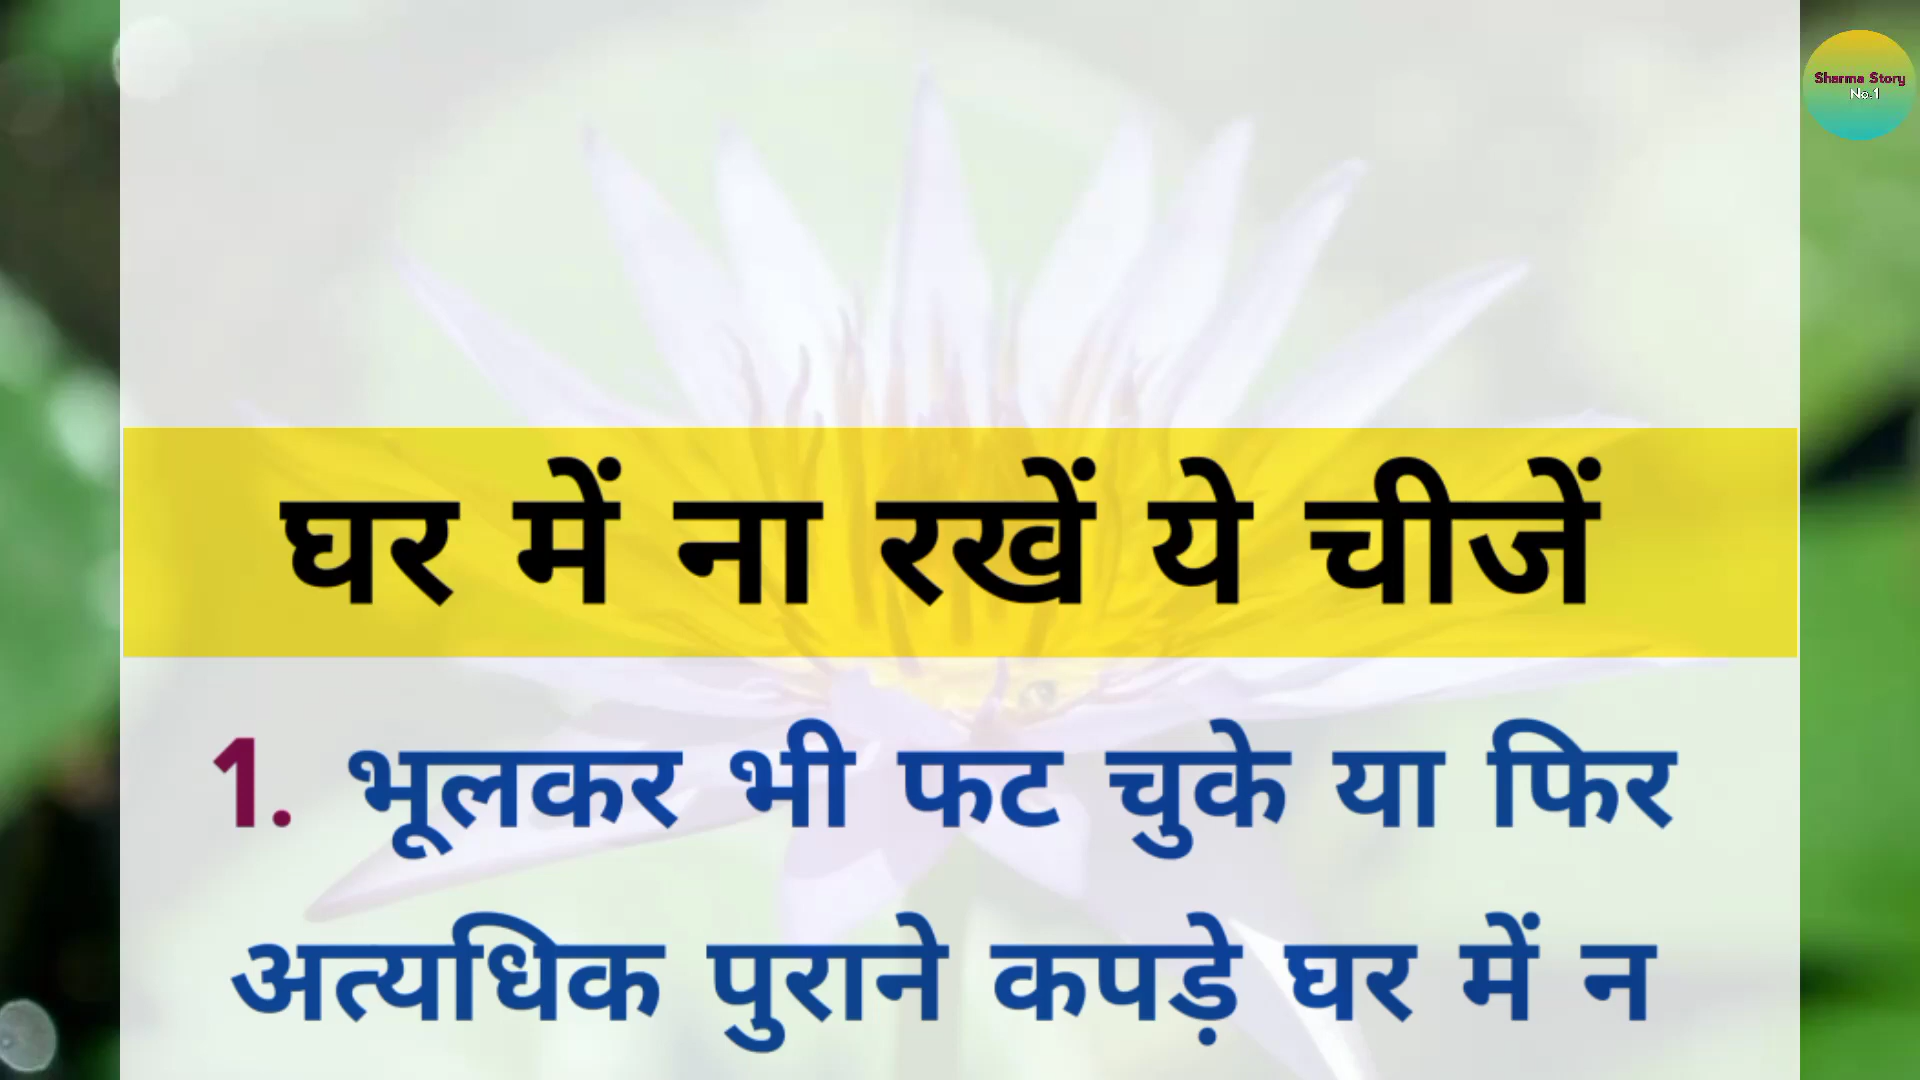 Sharma Story
No.1
घर में ना रखें ये चीजें
1. भूलकर भी फट चुके या फिर
अत्यधिक पुराने कपड़े घर में न